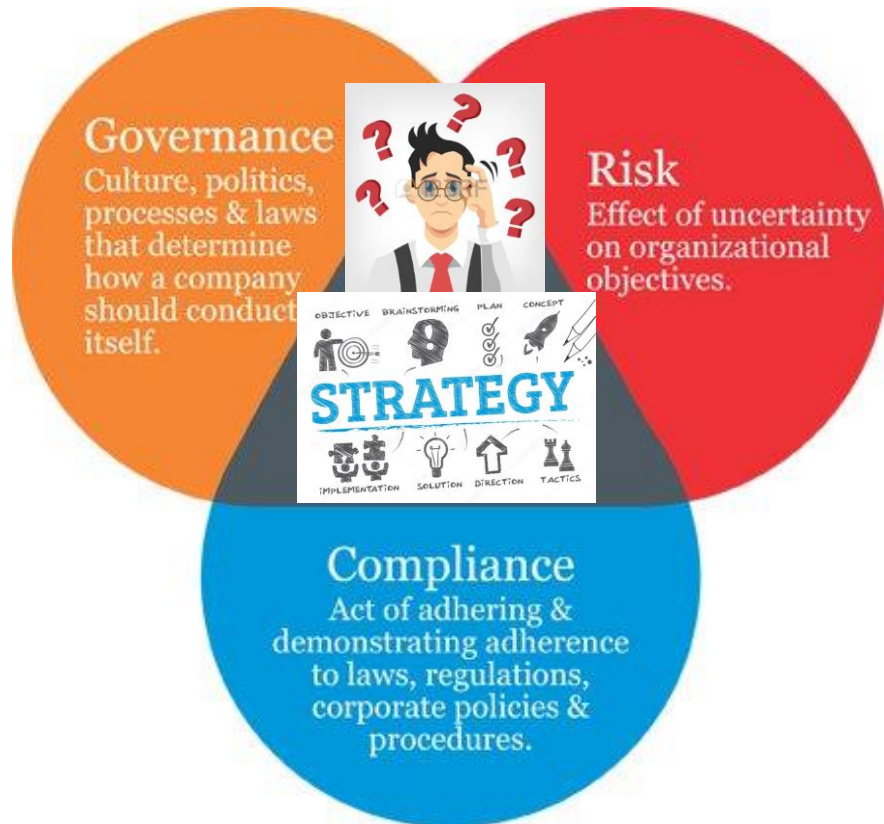 Governance
Culture, politics,
processes & laws
that determine
how a company
should conduct
itself.
Risk
Effect of uncertainty
on organizational
objectives.
OBJECTIVE BRAINSTORMING PLAN CONCEPT
STRATEGY
IMPLEMENTATION SOLUTION DIRECTION TACTICS
Compliance
Act of adhering &
demonstrating adherence
to laws, regulations,
corporate policies &
procedures.